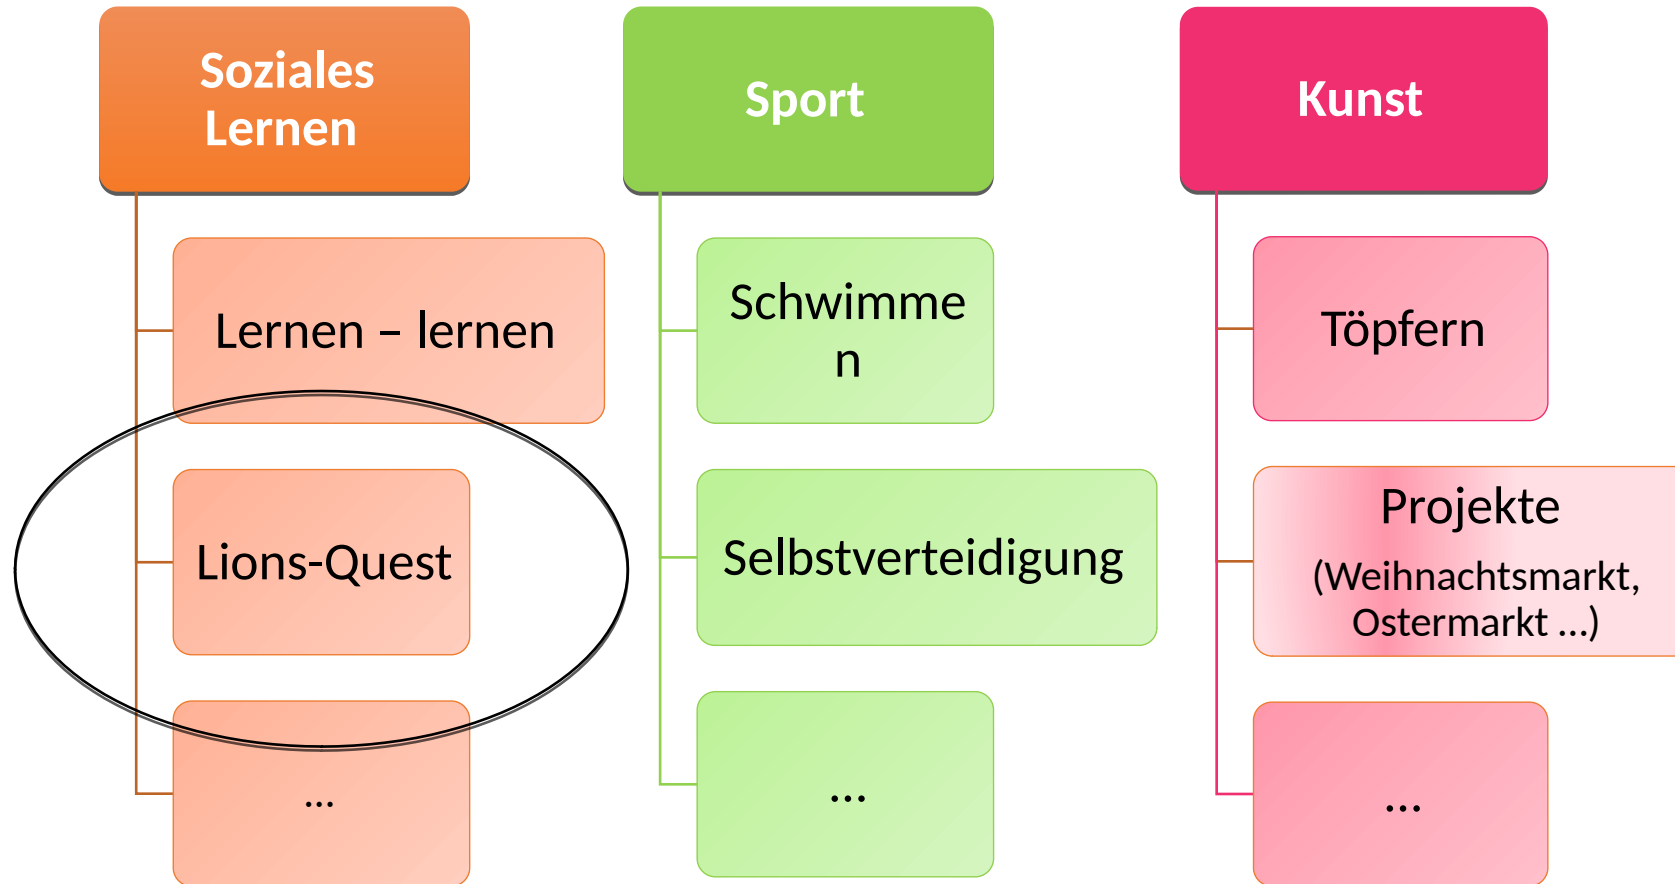 Soziales
Lernen
Lernen – lernen
Lions-Quest
...
Sport
Schwimme
n
Selbstverteidigung
...
Kunst
Töpfern
Projekte
(Weihnachtsmarkt,
Ostermarkt ...)
...